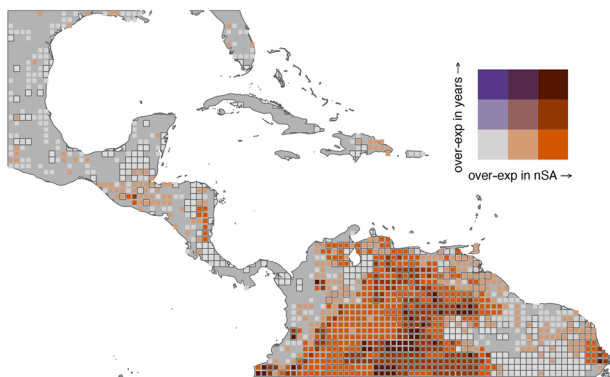 over-exp in years →
over-exp in nSA →